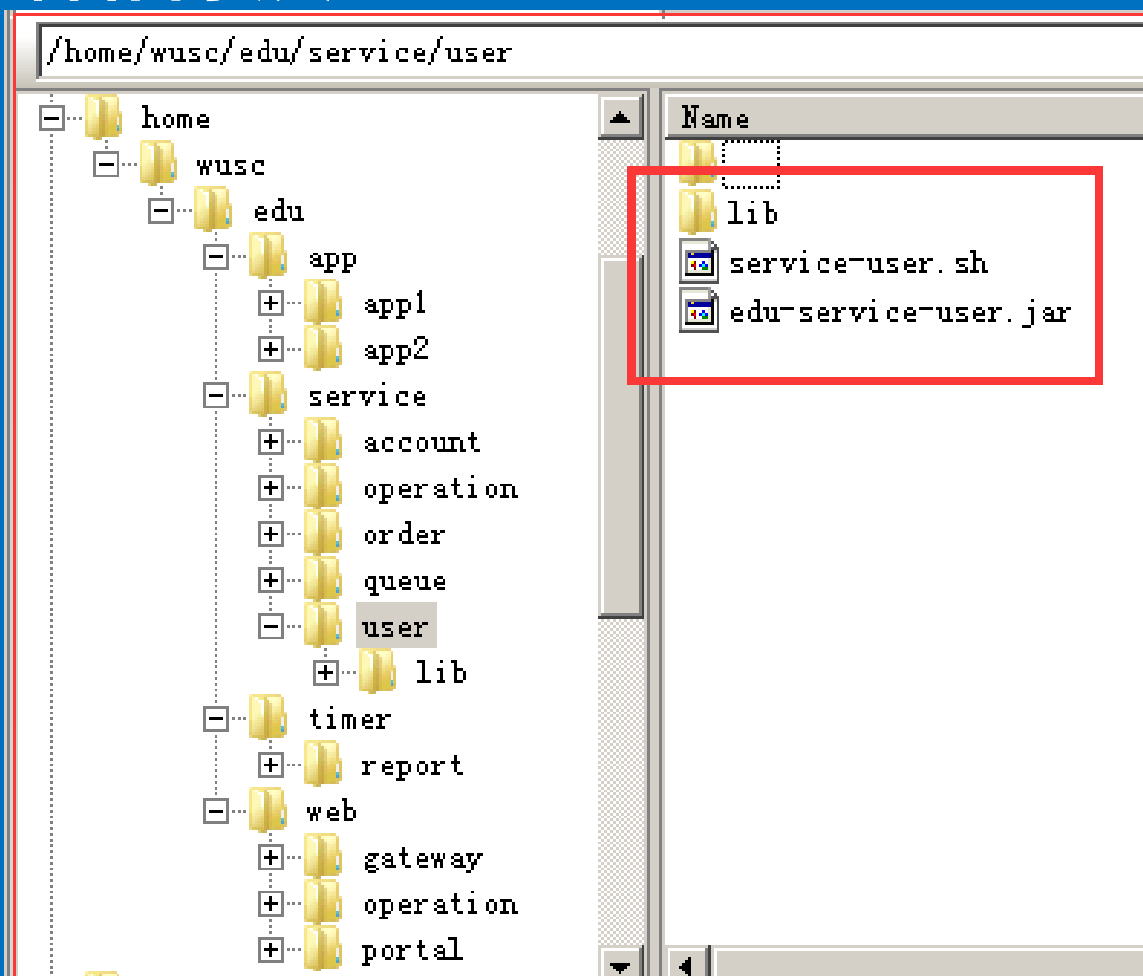 /home/wusc/edu/service/user
home
wusc
edu
app
app1
app2
service
account
operation
order
queue
user
lib
timer
report
web
gateway
operation
portal
Name
lib
service-user.sh
edu-service-user.jar